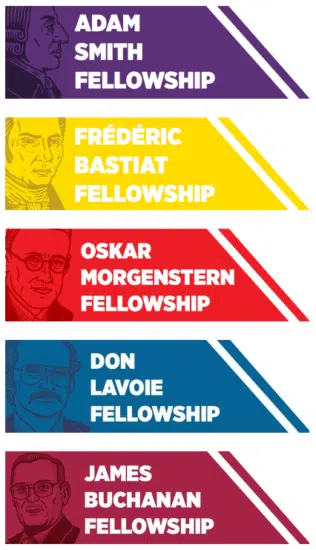 ADAM
SMITH
FELLOWSHIP
FRÉDÉRIC
BASTIAT
FELLOWSHIP
OSKAR
MORGENSTERN
FELLOWSHIP
DON
LAVOIE
FELLOWSHIP
JAMES
BUCHANAN
FELLOWSHIP